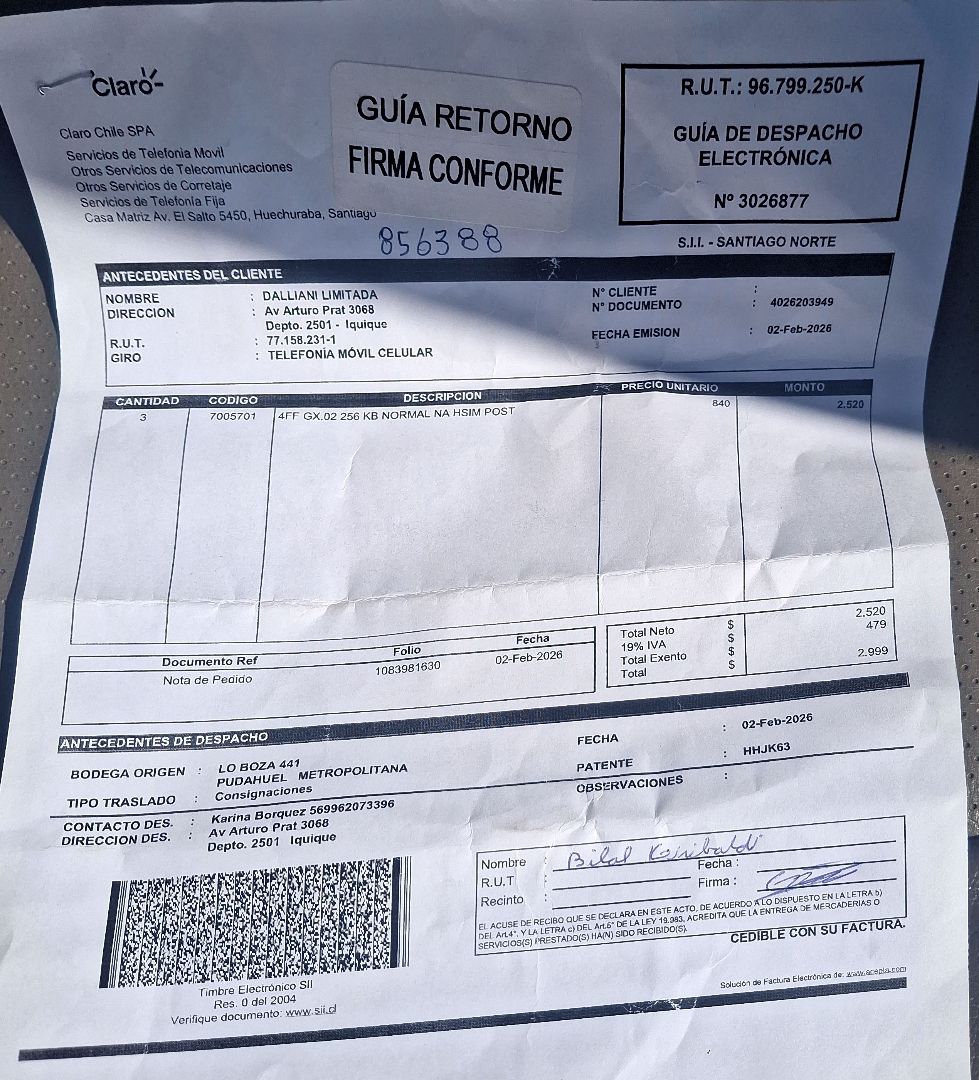 Claro
GUÍA RETORNO
FIRMA CONFORME
R.U.T.: 96.799.250-K
GUÍA DE DESPACHO
ELECTRÓNICA
Nº 3026877
S.I.I. - SANTIAGO NORTE
Claro Chile SPA
Servicios de Telefonia Movil
Otros Servicios de Telecomunicaciones
Otros Servicios de Corretaje
Servicios de Telefonia Fija
Casa Matriz Av. El Salto 5450, Huechuraba, Santiago
856388
ANTECEDENTES DEL CLIENTE
NOMBRE : DALLIANI LIMITADA
DIRECCION : Av Arturo Prat 3068
Depto. 2501 - Iquique
R.U.T. : 77.158.231-1
GIRO : TELEFONÍA MÓVIL CELULAR
N° CLIENTE :
N° DOCUMENTO : 4026203949
FECHA EMISION : 02-Feb-2026
CANTIDAD CODIGO DESCRIPCION PRECIO UNITARIO MONTO
3 7005701 4FF GX.02 256 KB NORMAL NA HSIM POST 840 2.520
Total Neto $ 2.520
19% IVA $ 479
Total Exento $
Total $ 2.999
Documento Ref Folio Fecha
Nota de Pedido 1083981630 02-Feb-2026
ANTECEDENTES DE DESPACHO
BODEGA ORIGEN : LO BOZA 441
PUDAHUEL METROPOLITANA
TIPO TRASLADO : Consignaciones
FECHA : 02-Feb-2026
PATENTE : HHJK63
OBSERVACIONES :
CONTACTO DES. : Karina Borquez 569962073396
DIRECCION DES. : Av Arturo Prat 3068
Depto. 2501 Iquique
Nombre : Bilal
R.U.T : Fecha :
Recinto : Firma :
EL ACUSE DE RECIBO QUE SE DECLARA EN ESTE ACTO, DE ACUERDO A LO DISPUESTO EN LA LETRA b)
DEL Art.4°, Y LA LETRA c) DEL Art.5° DE LA LEY 19.983, ACREDITA QUE LA ENTREGA DE MERCADERIAS O
SERVICIOS(S) PRESTADO(S) HA(N) SIDO RECIBIDO(S).
CEDIBLE CON SU FACTURA.
Timbre Electrónico SII
Res. 0 del 2004
Verifique documento: www.sii.cl
Solución de Factura Electrónica de: www.acepta.com